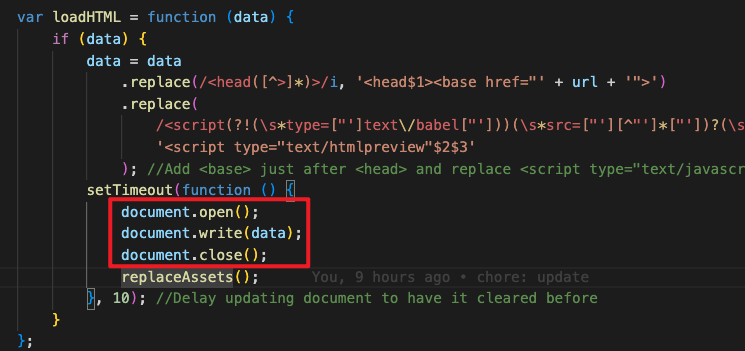 var loadHTML = function (data) {
if (data) {
data = data
.replace(/<head([^>]*)>/i, '<head$1><base href="' + url + '">')
.replace(
/<script(?!(\s*type=["']text\/babel["']))(\s*src=["'][^"']*["'])?(\s
'<script type="text/htmlpreview"$2$3'
); //Add <base> just after <head> and replace <script type="text/javascr
setTimeout(function () {
document.open();
document.write(data);
document.close();
replaceAssets(); You, 9 hours ago • chore: update
}, 10); //Delay updating document to have it cleared before
}
};